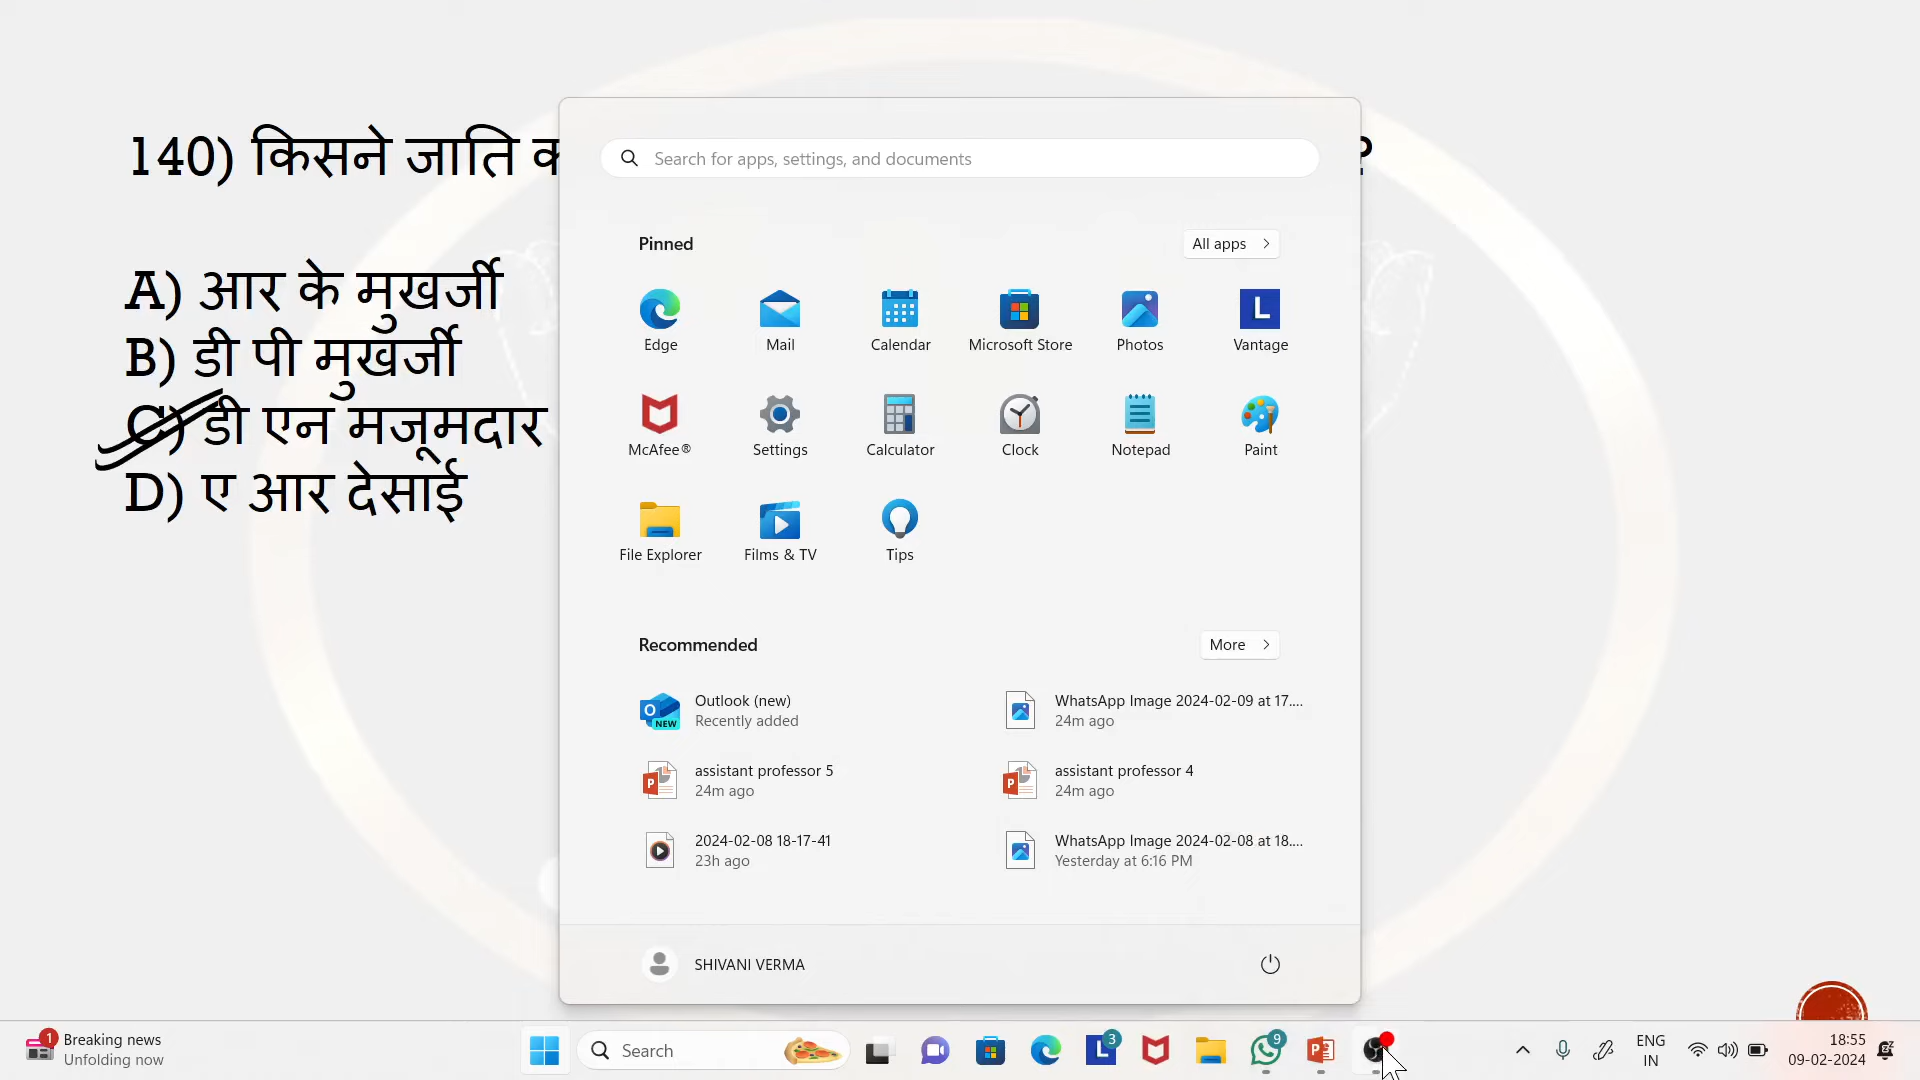 140) किसने जाति
?
A) आर के मुखर्जी
B) डी पी मुखर्जी
C) डी एन मजूमदार
D) ए आर देसाई
Search for apps, settings, and documents
Pinned
All apps
Edge
Mail
Calendar
Microsoft Store
Photos
L
Vantage
McAfee®
Settings
Calculator
Clock
Notepad
Paint
File Explorer
Films & TV
Tips
Recommended
More
O
NEW
Outlook (new)
Recently added
WhatsApp Image 2024-02-09 at 17....
24m ago
P
assistant professor 5
24m ago
P
assistant professor 4
24m ago
2024-02-08 18-17-41
23h ago
WhatsApp Image 2024-02-08 at 18....
Yesterday at 6:16 PM
SHIVANI VERMA
1
Breaking news
Unfolding now
Search
L
3
9
P
ENG
IN
18:55
09-02-2024